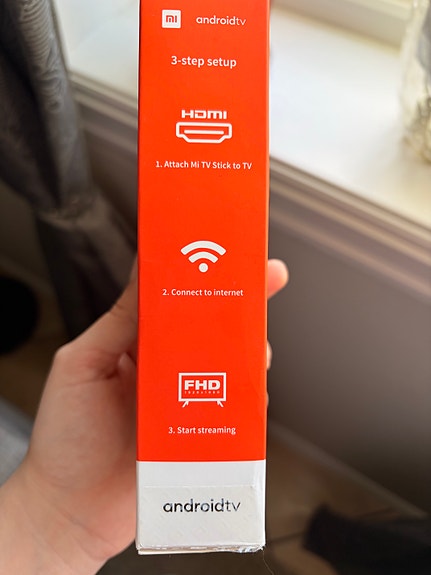 mi androidtv
3-step setup
HDMI
1. Attach Mi TV Stick to TV
2. Connect to internet
FHD
1920x1080
3. Start streaming
androidtv